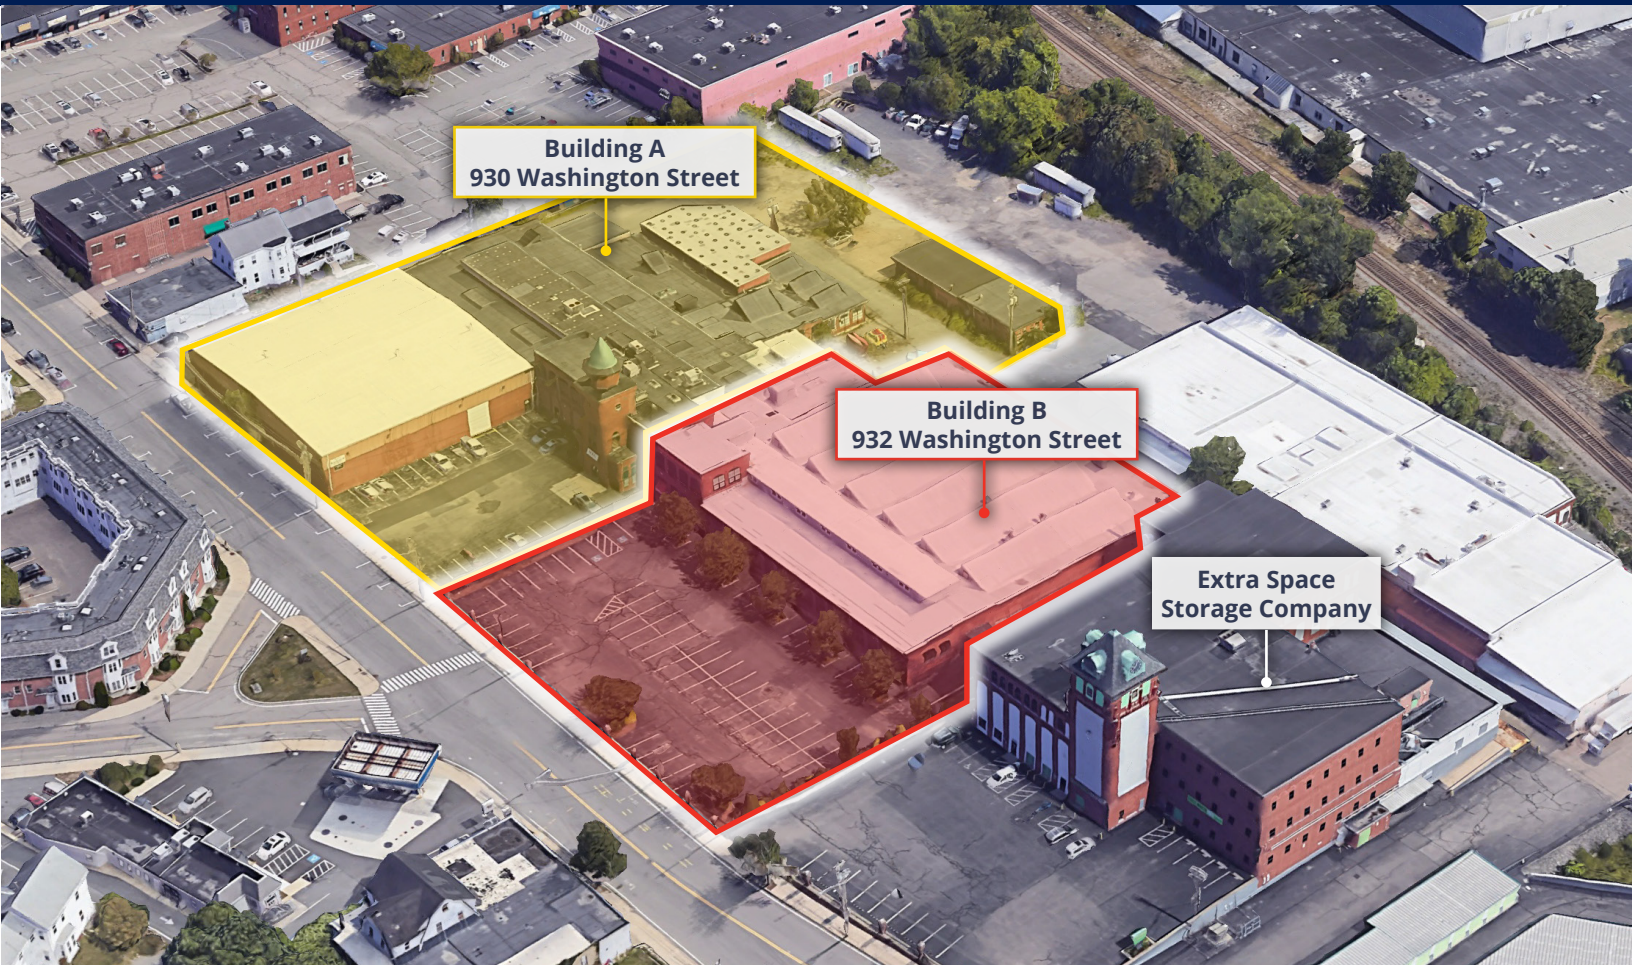 Building A
930 Washington Street
Building B
932 Washington Street
Extra Space
Storage Company